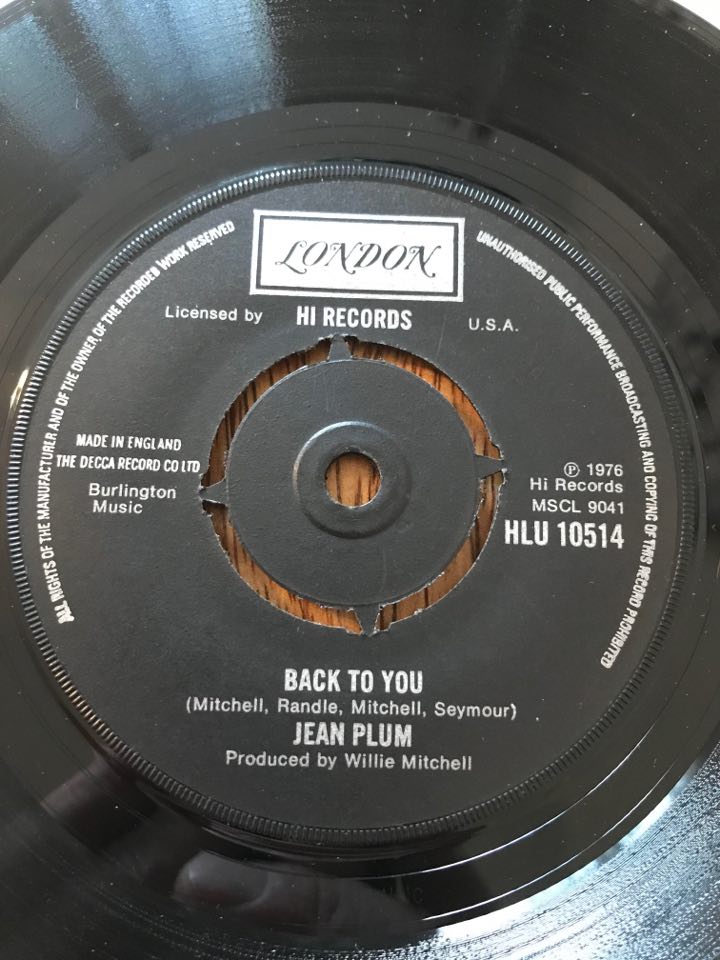 LONDON
Licensed by HI RECORDS U.S.A.
ALL RIGHTS OF THE MANUFACTURER AND OF THE OWNER OF THE RECORDED WORK RESERVED
UNAUTHORISED PUBLIC PERFORMANCE BROADCASTING AND COPYING OF THIS RECORD PROHIBITED
MADE IN ENGLAND
THE DECCA RECORD CO LTD
Burlington
Music
℗ 1976
Hi Records
MSCL 9041
HLU 10514
BACK TO YOU
(Mitchell, Randle, Mitchell, Seymour)
JEAN PLUM
Produced by Willie Mitchell